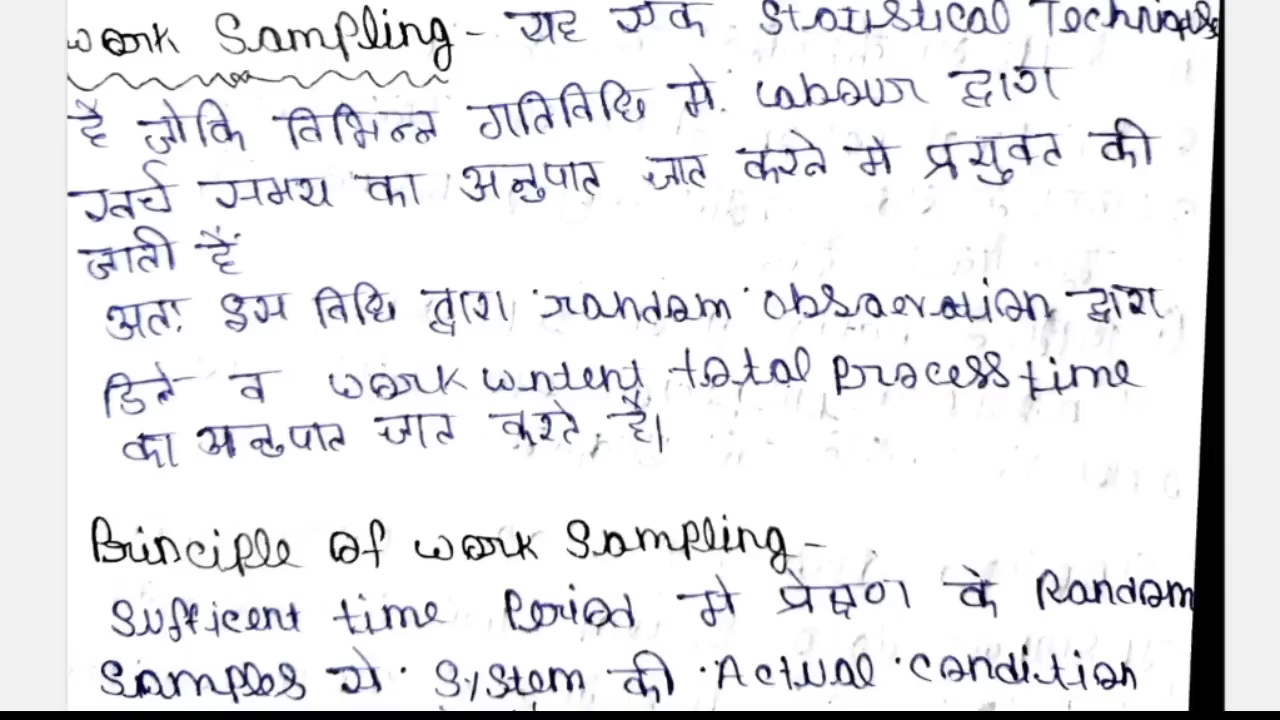 Work Sampling - यह एक Statistical Technique
है जोकि विभिन्न गतिविधि मे Labour द्वारा
खर्च समय का अनुपात ज्ञात करने मे प्रयुक्त की
जाती हैं
अतः इस विधि द्वारा random observation द्वारा
डिले व work content, total process time
का अनुपात ज्ञात करते है।
Principle of work Sampling -
Sufficent time Period मे प्रेक्षण के Random
Samples से System की Actual condition